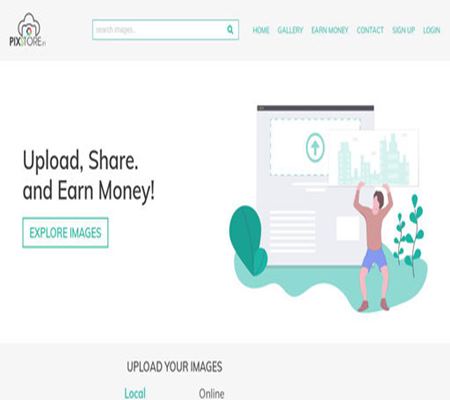 PIXSTORE.in
search images..
HOME GALLERY EARN MONEY CONTACT SIGN UP LOGIN
Upload, Share.
and Earn Money!
EXPLORE IMAGES
UPLOAD YOUR IMAGES
Local Online